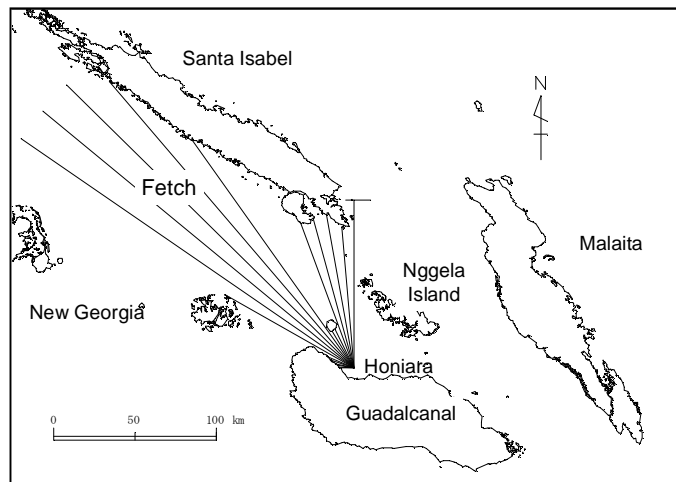 Santa Isabel
N
Fetch
Malaita
Nggela
Island
New Georgia
Honiara
Guadalcanal
0 50 100 km